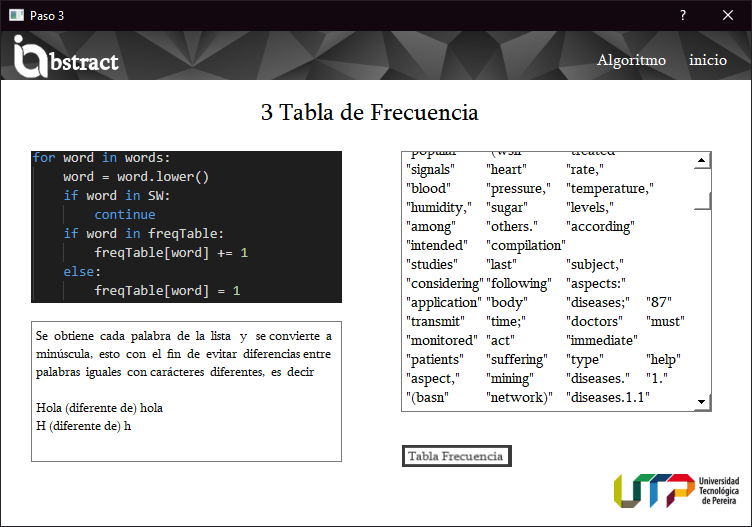 Paso 3
?
iabstract
Algoritmo inicio
3 Tabla de Frecuencia
for word in words:
word = word.lower()
if word in SW:
continue
if word in freqTable:
freqTable[word] += 1
else:
freqTable[word] = 1
Se obtiene cada palabra de la lista y se convierte a
minúscula, esto con el fin de evitar diferencias entre
palabras iguales con carácteres diferentes, es decir
Hola (diferente de) hola
H (diferente de) h
"popular" "(wsn" "treated"
"signals" "heart" "rate,"
"blood" "pressure," "temperature,"
"humidity," "sugar" "levels,"
"among" "others." "according"
"intended" "compilation"
"studies" "last" "subject,"
"considering" "following" "aspects:"
"application" "body" "diseases;" "87"
"transmit" "time;" "doctors" "must"
"monitored" "act" "immediate"
"patients" "suffering" "type" "help"
"aspect," "mining" "diseases." "1."
"(basn" "network)" "diseases.1.1"
Tabla Frecuencia
UTP
Universidad
Tecnológica
de Pereira